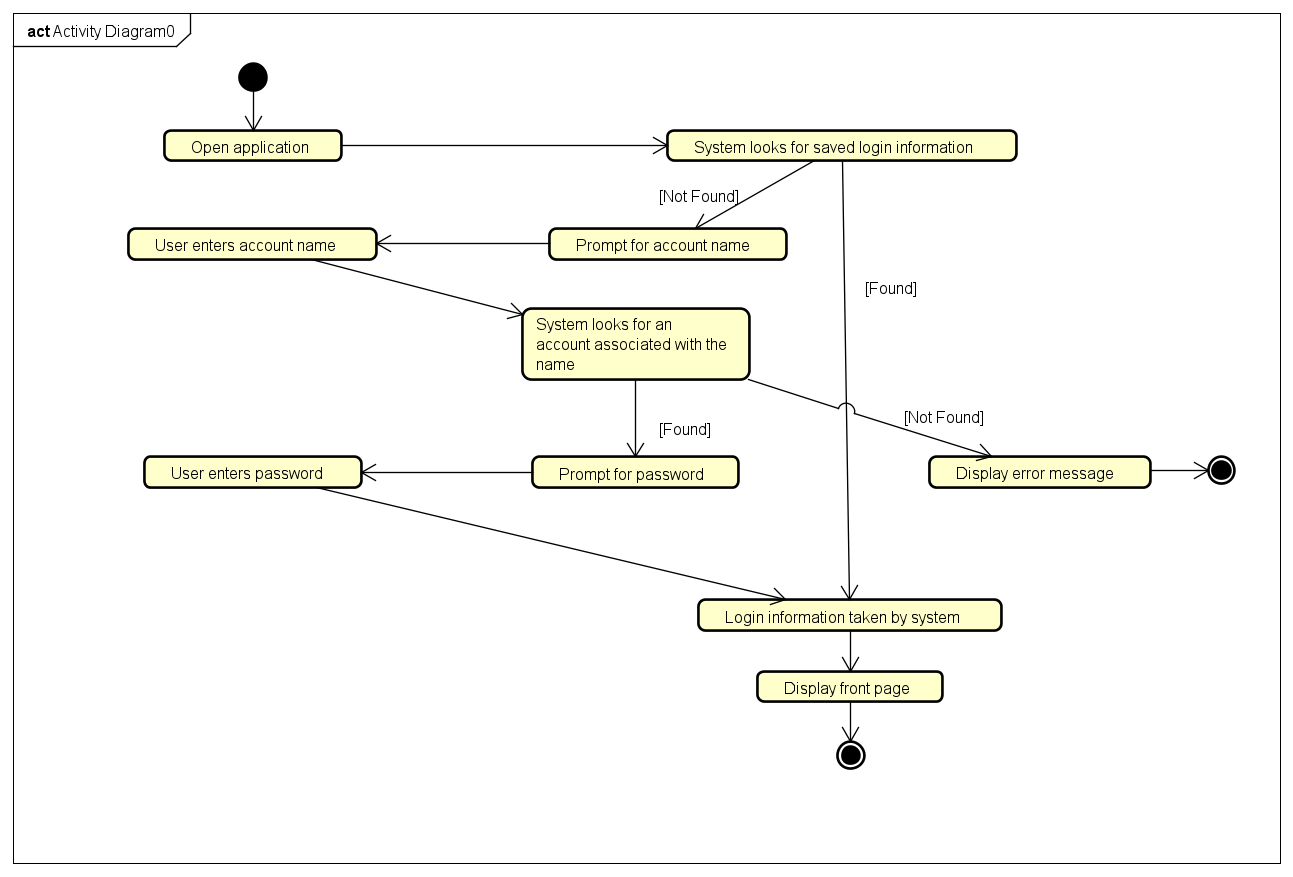 act Activity Diagram0
Open application
System looks for saved login information
[Not Found]
User enters account name
Prompt for account name
[Found]
System looks for an
account associated with the
name
[Not Found]
[Found]
User enters password
Prompt for password
Display error message
Login information taken by system
Display front page